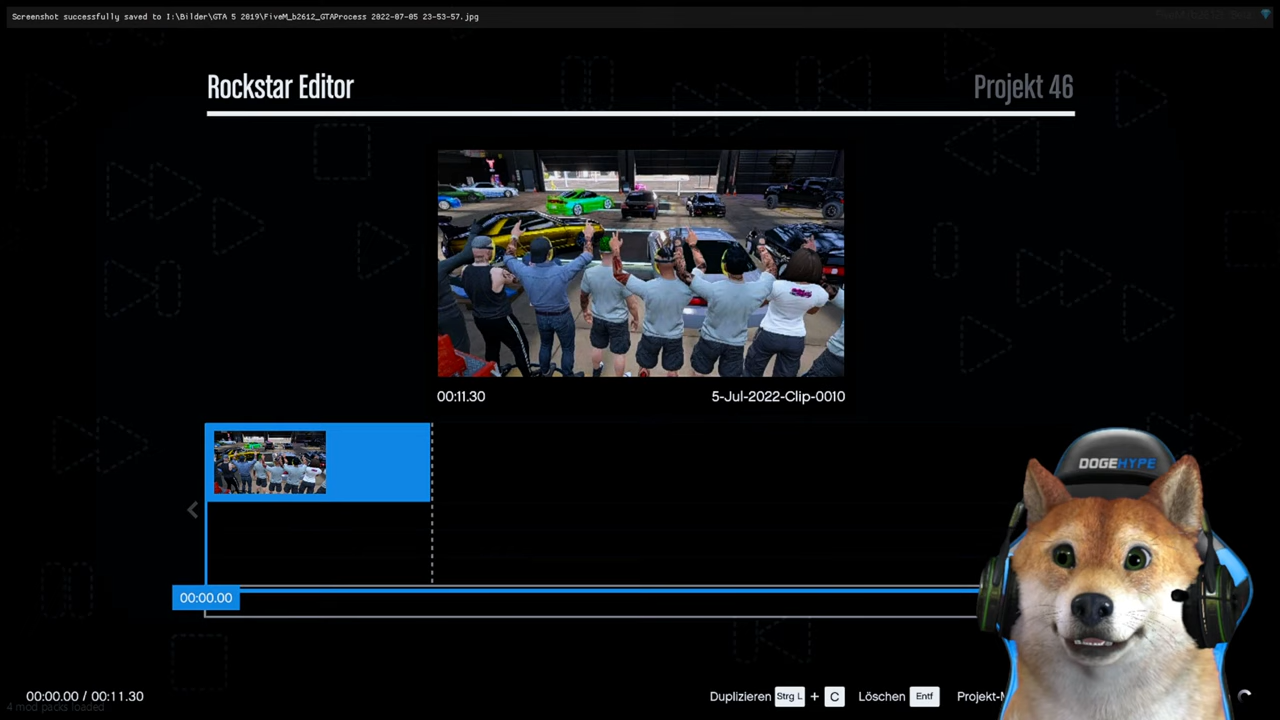 Screenshot successfully saved to I:\Bilder\GTA 5 2019\FiveM_b2612_GTAProcess 2022-07-05 23-53-57.jpg
Rockstar Editor
Projekt 46
00:11.30
5-Jul-2022-Clip-0010
DOGEHYPE
00:00.00
00:00.00 / 00:11.30
Duplizieren Strg L + C Löschen Entf Projekt-
4 mod packs loaded